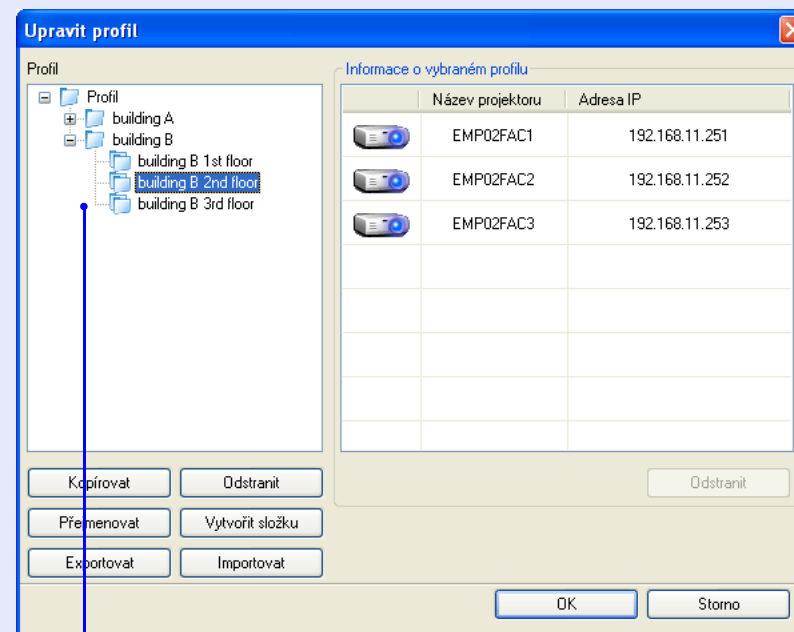 Upravit profil
Profil
Profil
building A
building B
building B 1st floor
building B 2nd floor
building B 3rd floor
Informace o vybraném profilu
Název projektoru Adresa IP
EMP02FAC1 192.168.11.251
EMP02FAC2 192.168.11.252
EMP02FAC3 192.168.11.253
Kopírovat Odstranit Odstranit
Přejmenovat Vytvořit složku
Exportovat Importovat
OK Storno